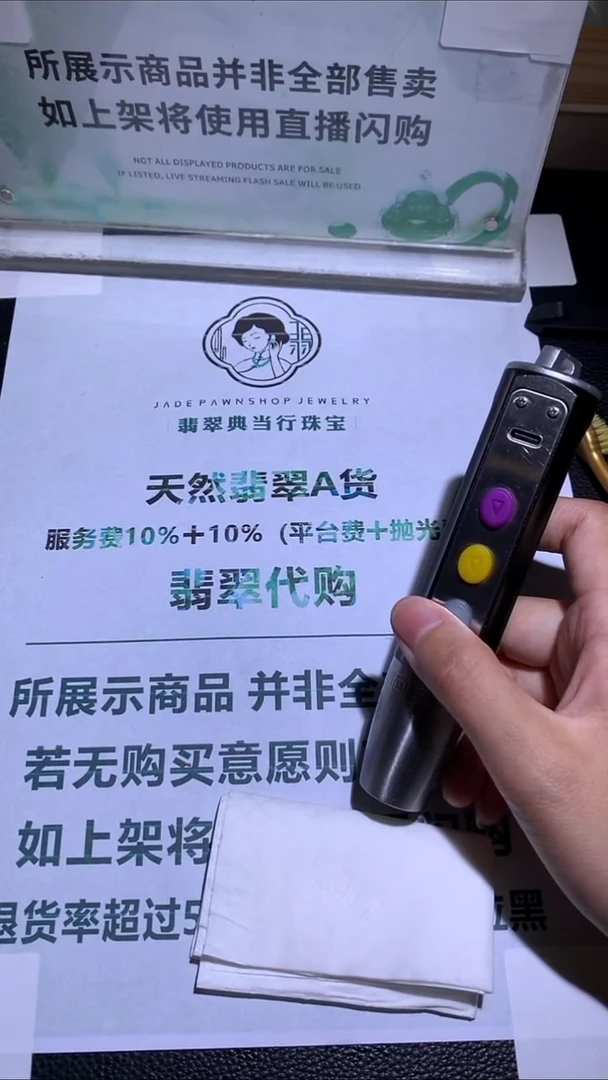 所展示商品并非全部售卖
如上架将使用直播闪购
NOT ALL DISPLAYED PRODUCTS ARE FOR SALE
IF LISTED, LIVE STREAMING FLASH SALE WILL BE USED
翡
JADE PAWNSHOP JEWELRY
翡翠典当行珠宝
天然翡翠A货
服务费10%+10% (平台费+抛光
翡翠代购
所展示商品 并非全
若无购买意愿则
如上架将
退货率超过5
黑